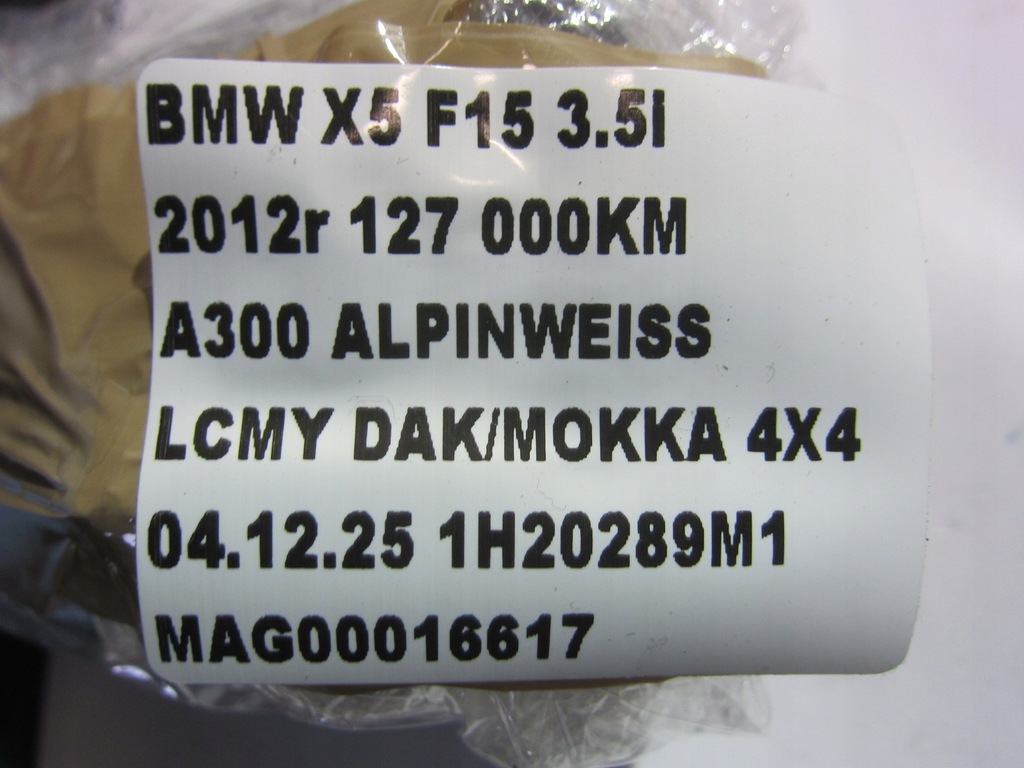 BMW X5 F15 3.5i
2012r 127 000KM
A300 ALPINWEISS
LCMY DAK/MOKKA 4X4
04.12.25 1H20289M1
MAG00016617